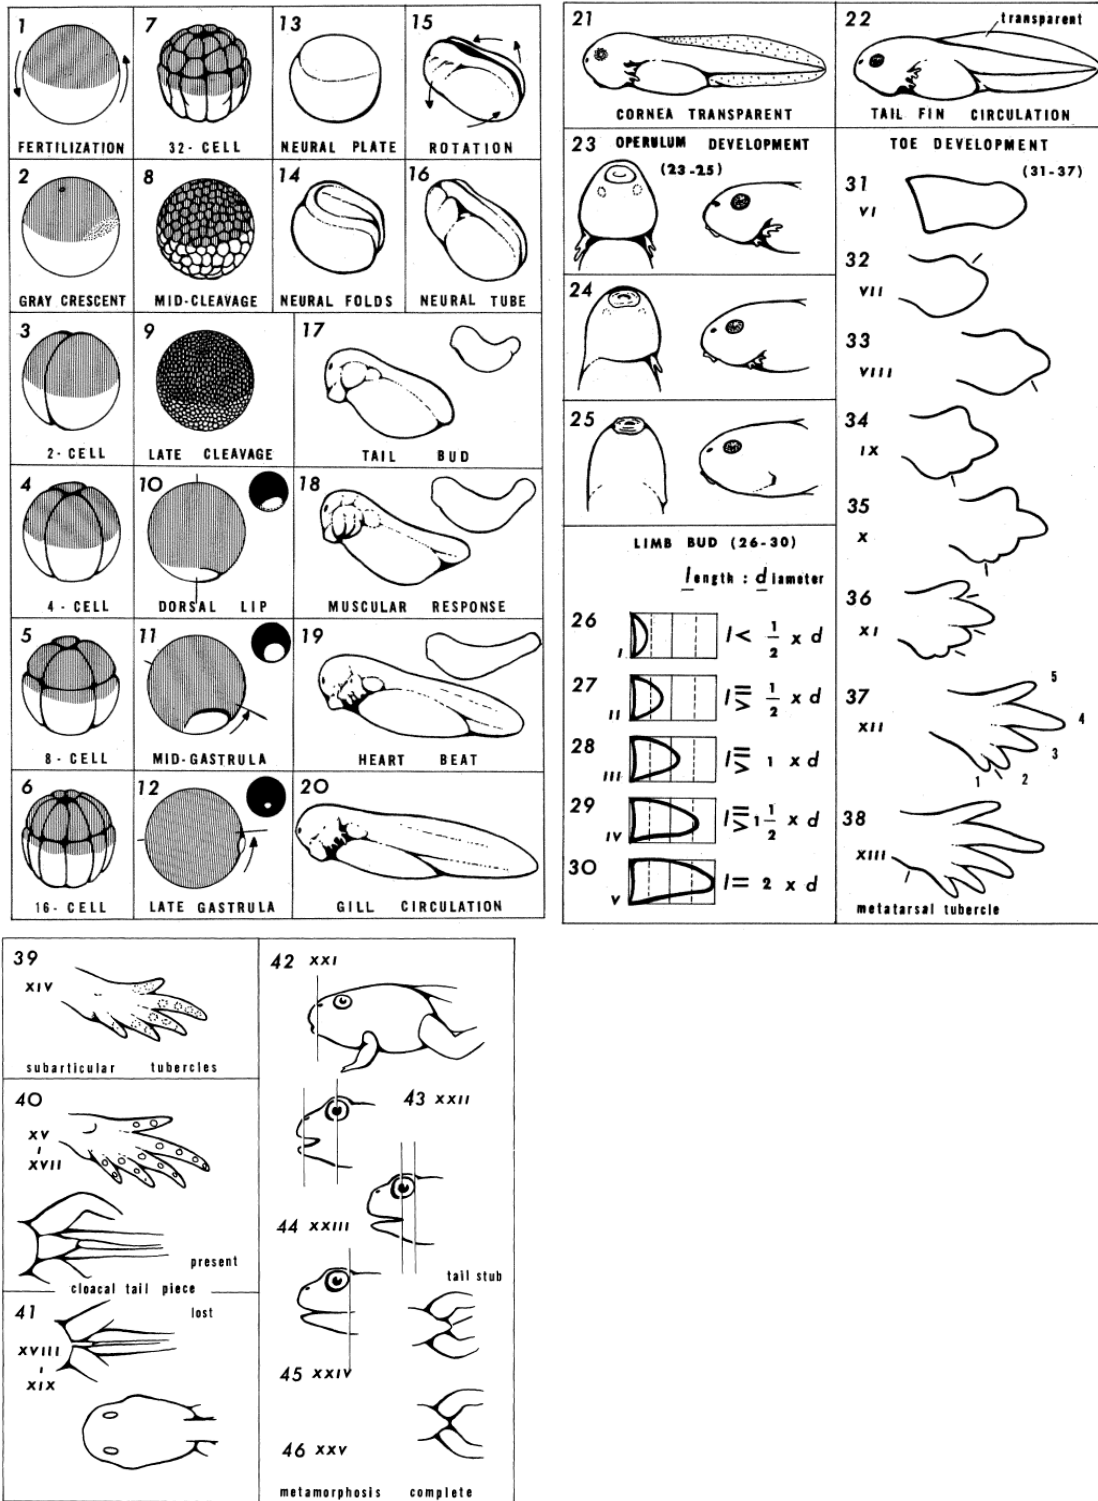 1
FERTILIZATION
7
32- CELL
13
NEURAL PLATE
15
ROTATION
2
GRAY CRESCENT
8
MID-CLEAVAGE
14
NEURAL FOLDS
16
NEURAL TUBE
3
2- CELL
9
LATE CLEAVAGE
17
TAIL BUD
4
4 - CELL
10
DORSAL LIP
18
MUSCULAR RESPONSE
5
8- CELL
11
MID-GASTRULA
19
HEART BEAT
6
16- CELL
12
LATE GASTRULA
20
GILL CIRCULATION
21
CORNEA TRANSPARENT
22
transparent
TAIL FIN CIRCULATION
23 OPERULUM DEVELOPMENT
(23-25)
24
25
LIMB BUD (26-30)
length : diameter
26
I
l < 1/2 x d
27
II
l ≧ 1/2 x d
28
III
l ≧ 1 x d
29
IV
l ≧ 1 1/2 x d
30
V
l = 2 x d
TOE DEVELOPMENT
(31-37)
31
VI
32
VII
33
VIII
34
IX
35
X
36
XI
37
XII
5
4
3
2
1
38
XIII
metatarsal tubercle
39
XIV
subarticular tubercles
40
XV
-
XVII
present
cloacal tail piece
41
lost
XVIII
-
XIX
42 XXI
43 XXII
44 XXIII
tail stub
45 XXIV
46 XXV
metamorphosis complete